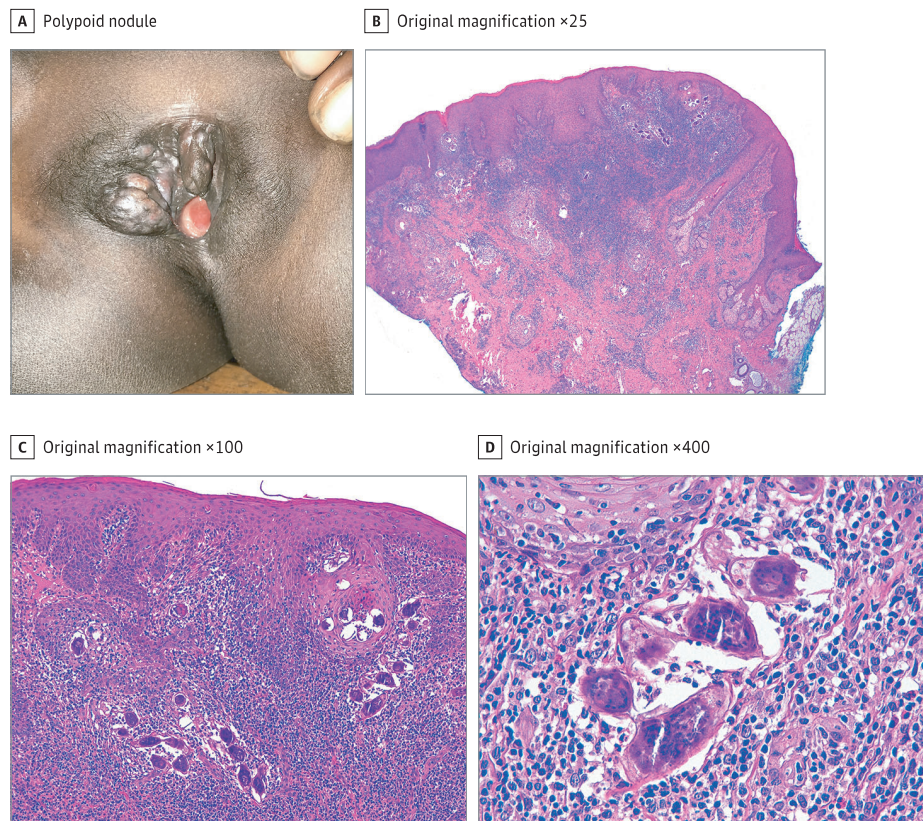 A Polypoid nodule
B Original magnification ×25
C Original magnification ×100
D Original magnification ×400